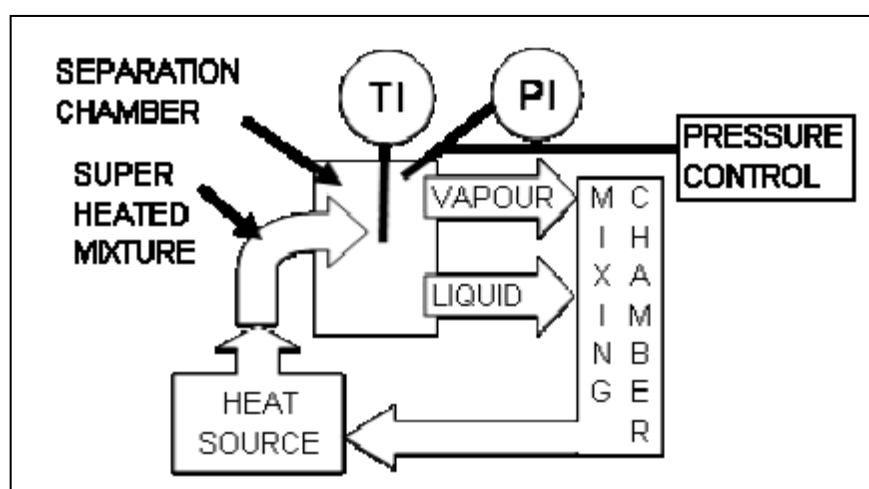 SEPARATION
CHAMBER
TI
PI
PRESSURE
CONTROL
SUPER
HEATED
MIXTURE
VAPOUR
LIQUID
MIXING
CHAMBER
HEAT
SOURCE